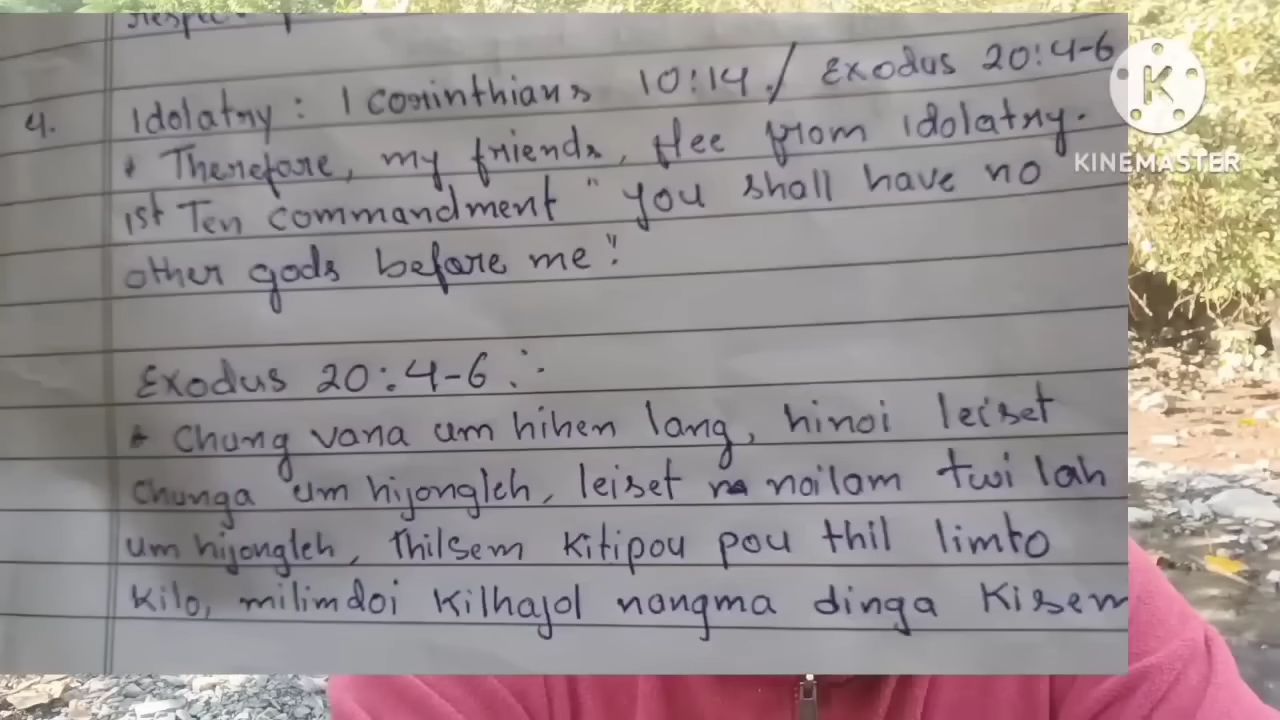 4. Idolatry : 1 Corinthians 10:14 / Exodus 20:4-6
* Therefore, my friends, flee from idolatry.
1st Ten commandment "you shall have no
other gods before me".
Exodus 20:4-6 :
* Chung vana um hihen lang, hinoi leiset
chunga um hijongleh, leiset noilam twi lah
um hijongleh, Thilsem kitipou pou thil limto
kilo, milimdoi kilhajol nangma dinga kisem
KINEMASTER